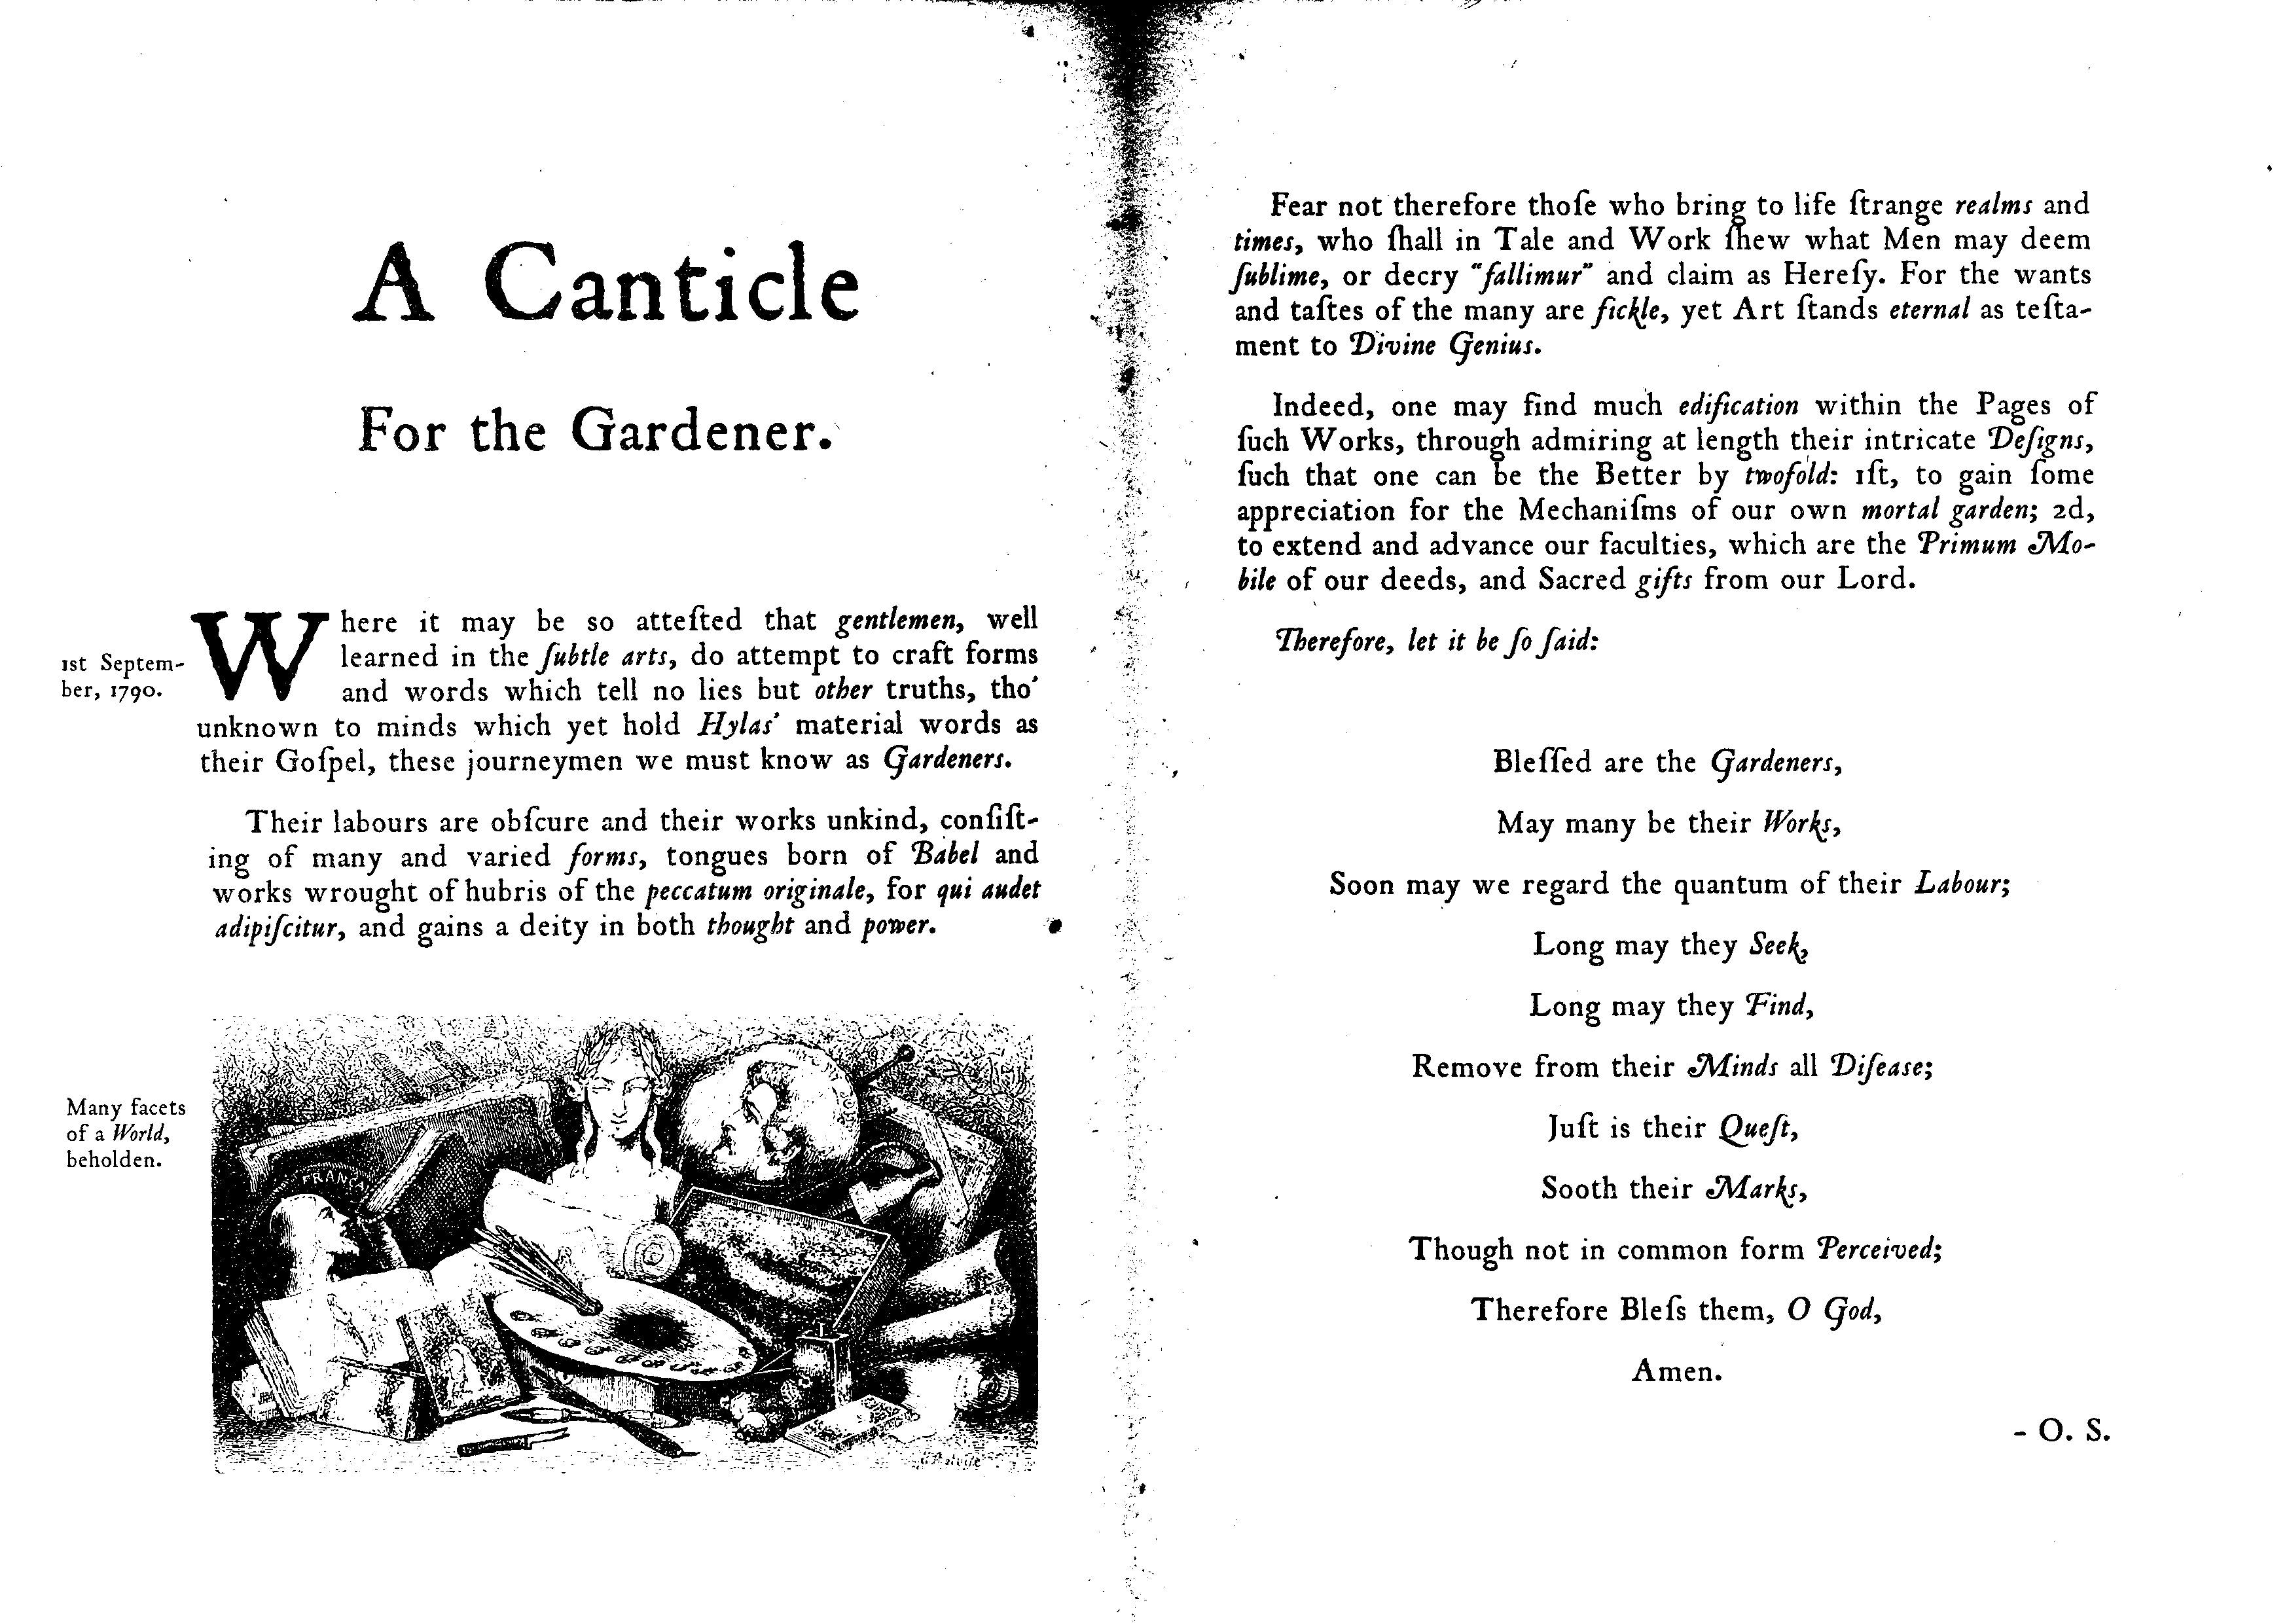 A Canticle
For the Gardener.
1st Septem-
ber, 1790.
Where it may be so atteſted that gentlemen, well
learned in the ſubtle arts, do attempt to craft forms
and words which tell no lies but other truths, tho'
unknown to minds which yet hold Hylas' material words as
their Goſpel, these journeymen we must know as Gardeners.
Their labours are obſcure and their works unkind, conſiſt-
ing of many and varied forms, tongues born of Babel and
works wrought of hubris of the peccatum originale, for qui audet
adipiſcitur, and gains a deity in both thought and power.
Many facets
of a World,
beholden.
FRANÇA
Fear not therefore thoſe who bring to life ſtrange realms and
times, who ſhall in Tale and Work ſhew what Men may deem
ſublime, or decry "fallimur" and claim as Hereſy. For the wants
and taſtes of the many are fickle, yet Art ſtands eternal as teſta-
ment to Divine Genius.
Indeed, one may find much edification within the Pages of
ſuch Works, through admiring at length their intricate Deſigns,
ſuch that one can be the Better by twofold: 1ſt, to gain ſome
appreciation for the Mechaniſms of our own mortal garden; 2d,
to extend and advance our faculties, which are the Primum Mo-
bile of our deeds, and Sacred gifts from our Lord.
Therefore, let it be ſo ſaid:
Bleſſed are the Gardeners,
May many be their Works,
Soon may we regard the quantum of their Labour;
Long may they Seek,
Long may they Find,
Remove from their Minds all Diſease;
Juſt is their Queſt,
Sooth their Marks,
Though not in common form Perceived;
Therefore Bleſs them, O God,
Amen.
- O. S.